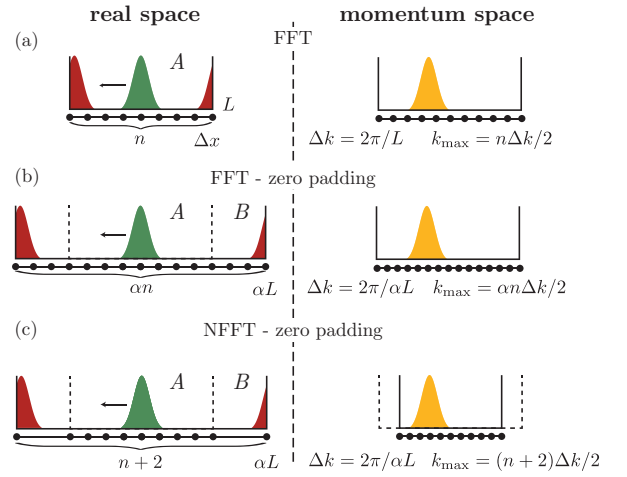 real space
momentum space
(a)
FFT
A
L
n
Δx
Δk = 2π/L
k_max = nΔk/2
(b)
FFT - zero padding
A
B
αn
αL
Δk = 2π/αL
k_max = αnΔk/2
(c)
NFFT - zero padding
A
B
n + 2
αL
Δk = 2π/αL
k_max = (n + 2)Δk/2